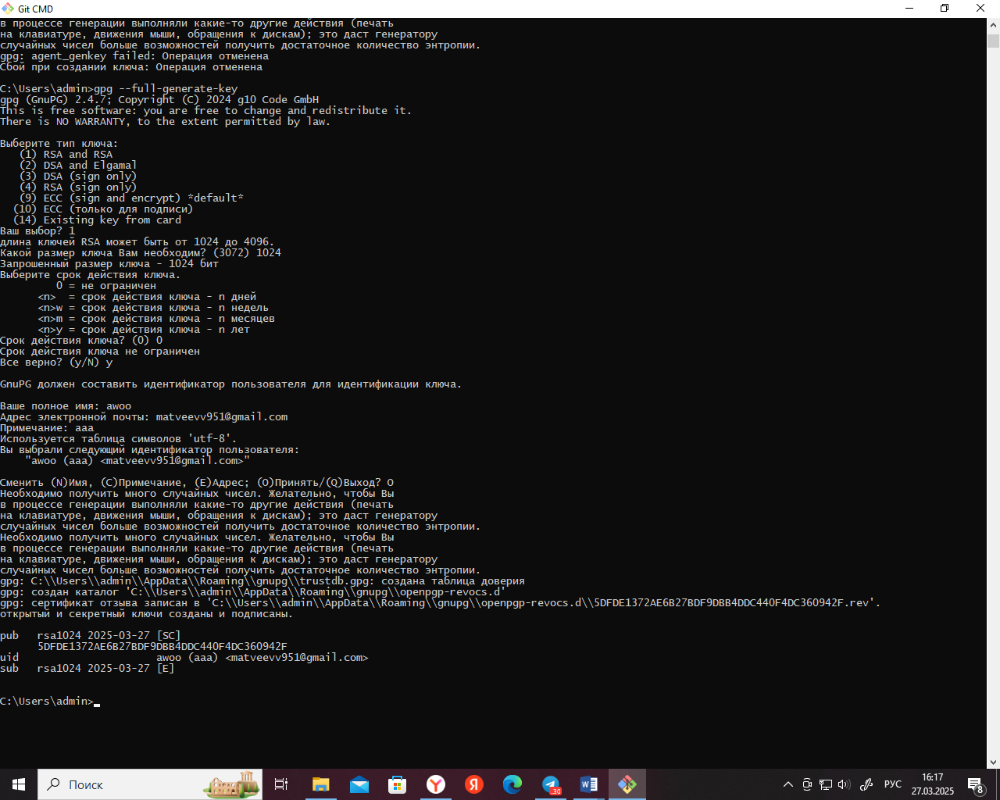 Git CMD
в процессе генерации выполняли какие-то другие действия (печать
на клавиатуре, движения мыши, обращения к дискам); это даст генератору
случайных чисел больше возможностей получить достаточное количество энтропии.
gpg: agent_genkey failed: Операция отменена
Сбой при создании ключа: Операция отменена
C:\Users\admin>gpg --full-generate-key
gpg (GnuPG) 2.4.7; Copyright (C) 2024 g10 Code GmbH
This is free software: you are free to change and redistribute it.
There is NO WARRANTY, to the extent permitted by law.
Выберите тип ключа:
(1) RSA and RSA
(2) DSA and Elgamal
(3) DSA (sign only)
(4) RSA (sign only)
(9) ECC (sign and encrypt) *default*
(10) ECC (только для подписи)
(14) Existing key from card
Ваш выбор? 1
длина ключей RSA может быть от 1024 до 4096.
Какой размер ключа Вам необходим? (3072) 1024
Запрошенный размер ключа - 1024 бит
Выберите срок действия ключа.
0 = не ограничен
<n>  = срок действия ключа - n дней
<n>w = срок действия ключа - n недель
<n>m = срок действия ключа - n месяцев
<n>y = срок действия ключа - n лет
Срок действия ключа? (0) 0
Срок действия ключа не ограничен
Все верно? (y/N) y
GnuPG должен составить идентификатор пользователя для идентификации ключа.
Ваше полное имя: awoo
Адрес электронной почты: matveevv951@gmail.com
Примечание: aaa
Используется таблица символов 'utf-8'.
Вы выбрали следующий идентификатор пользователя:
"awoo (aaa) <matveevv951@gmail.com>"
Сменить (N)Имя, (C)Примечание, (E)Адрес; (O)Принять/(Q)Выход? O
Необходимо получить много случайных чисел. Желательно, чтобы Вы
в процессе генерации выполняли какие-то другие действия (печать
на клавиатуре, движения мыши, обращения к дискам); это даст генератору
случайных чисел больше возможностей получить достаточное количество энтропии.
Необходимо получить много случайных чисел. Желательно, чтобы Вы
в процессе генерации выполняли какие-то другие действия (печать
на клавиатуре, движения мыши, обращения к дискам); это даст генератору
случайных чисел больше возможностей получить достаточное количество энтропии.
gpg: C:\\Users\\admin\\AppData\\Roaming\\gnupg\\trustdb.gpg: создана таблица доверия
gpg: создан каталог 'C:\\Users\\admin\\AppData\\Roaming\\gnupg\\openpgp-revocs.d'
gpg: сертификат отзыва записан в 'C:\\Users\\admin\\AppData\\Roaming\\gnupg\\openpgp-revocs.d\\5DFDE1372AE6B27BDF9DBB4DDC440F4DC360942F.rev'.
открытый и секретный ключи созданы и подписаны.
pub   rsa1024 2025-03-27 [SC]
5DFDE1372AE6B27BDF9DBB4DDC440F4DC360942F
uid                      awoo (aaa) <matveevv951@gmail.com>
sub   rsa1024 2025-03-27 [E]
C:\Users\admin>
Поиск
.30
РУС
16:17
27.03.2025
8